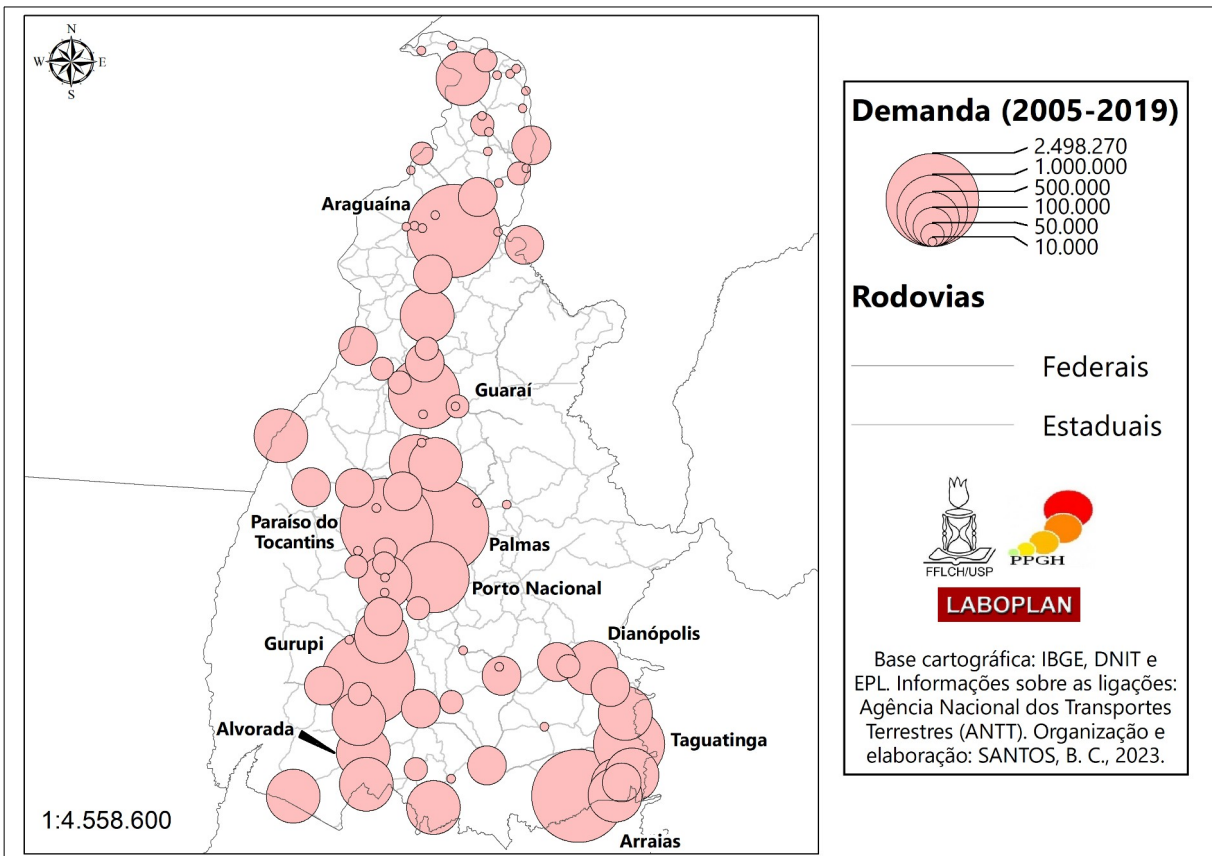 N
W
E
S
Araguaína
Guaraí
Paraíso do
Tocantins
Palmas
Porto Nacional
Gurupi
Dianópolis
Alvorada
Taguatinga
Arraias
1:4.558.600
Demanda (2005-2019)
2.498.270
1.000.000
500.000
100.000
50.000
10.000
Rodovias
Federais
Estaduais
FFLCH/USP
PPGH
LABOPLAN
Base cartográfica: IBGE, DNIT e
EPL. Informações sobre as ligações:
Agência Nacional dos Transportes
Terrestres (ANTT). Organização e
elaboração: SANTOS, B. C., 2023.